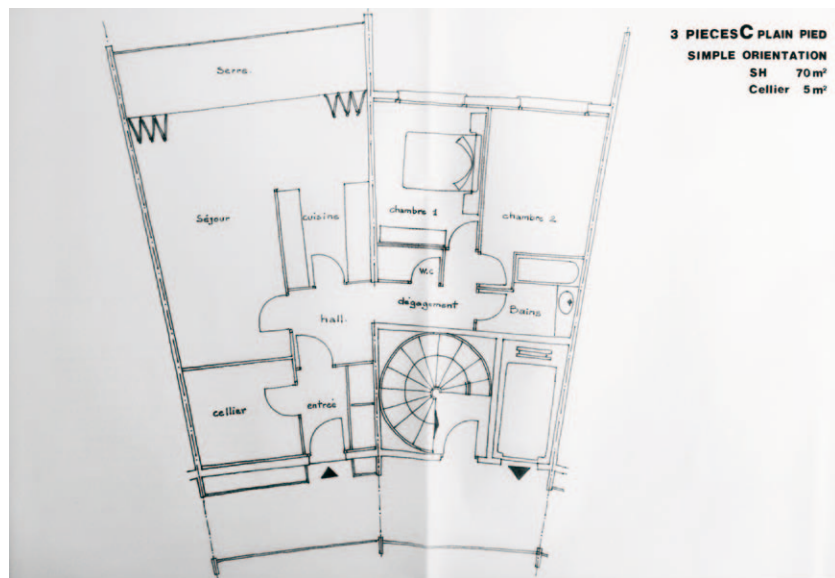 3 PIECES C PLAIN PIED
SIMPLE ORIENTATION
SH 70 m²
Cellier 5 m²
Serre.
Séjour
cuisine
chambre 1
chambre 2
W.C
dégagement
Bains
hall.
cellier
entrée